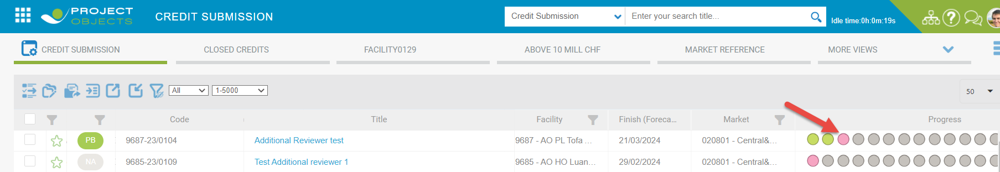 PROJECT
OBJECTS
CREDIT SUBMISSION
Credit Submission
Enter your search title...
Idle time:0h:0m:19s
CREDIT SUBMISSION
CLOSED CREDITS
FACILITY0129
ABOVE 10 MILL CHF
MARKET REFERENCE
MORE VIEWS
All
1-5000
50
Code
Title
Facility
Finish (Foreca...
Market
Progress
PB
9687-23/0104
Additional Reviewer test
9687 - AO PL Tofa ...
21/03/2024
020801 - Central&...
NA
9685-23/0109
Test Additional reviewer 1
9685 - AO HO Luan...
29/02/2024
020801 - Central&...